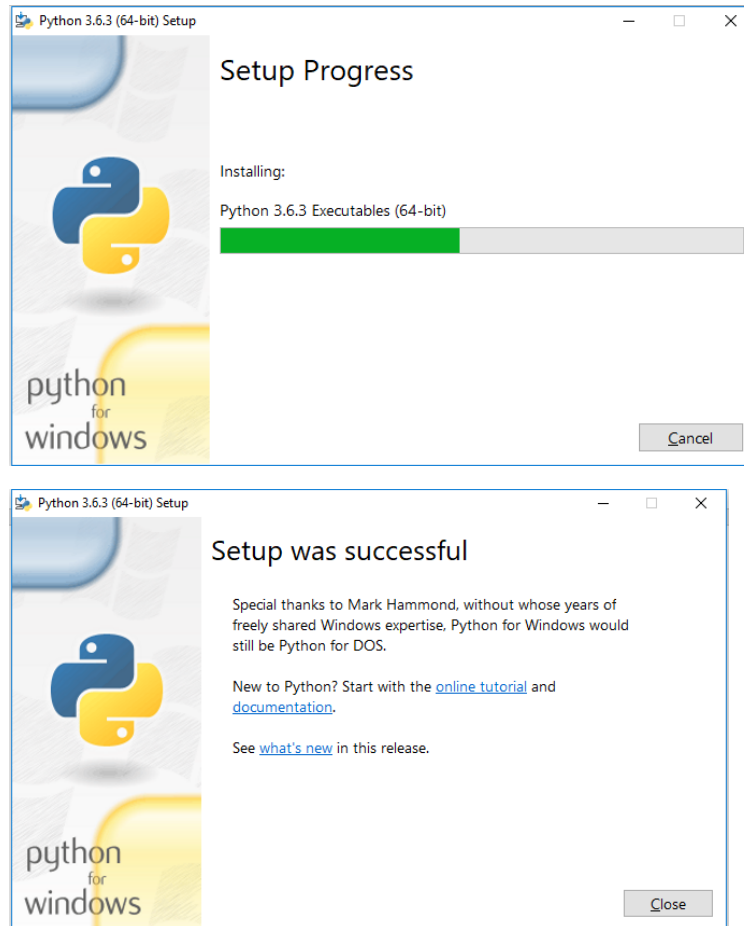 Python 3.6.3 (64-bit) Setup
Setup Progress
Installing:
Python 3.6.3 Executables (64-bit)
python
for
windows
Cancel
Python 3.6.3 (64-bit) Setup
Setup was successful
Special thanks to Mark Hammond, without whose years of
freely shared Windows expertise, Python for Windows would
still be Python for DOS.
New to Python? Start with the online tutorial and
documentation.
See what's new in this release.
python
for
windows
Close